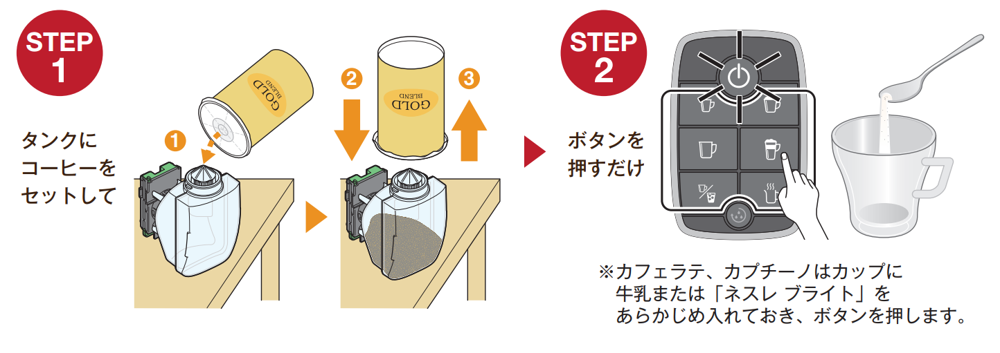 STEP
1
タンクに
コーヒーを
セットして
1
GOLD
BLEND
2
3
GOLD
BLEND
STEP
2
ボタンを
押すだけ
※カフェラテ、カプチーノはカップに
牛乳または「ネスレ ブライト」を
あらかじめ入れておき、ボタンを押します。